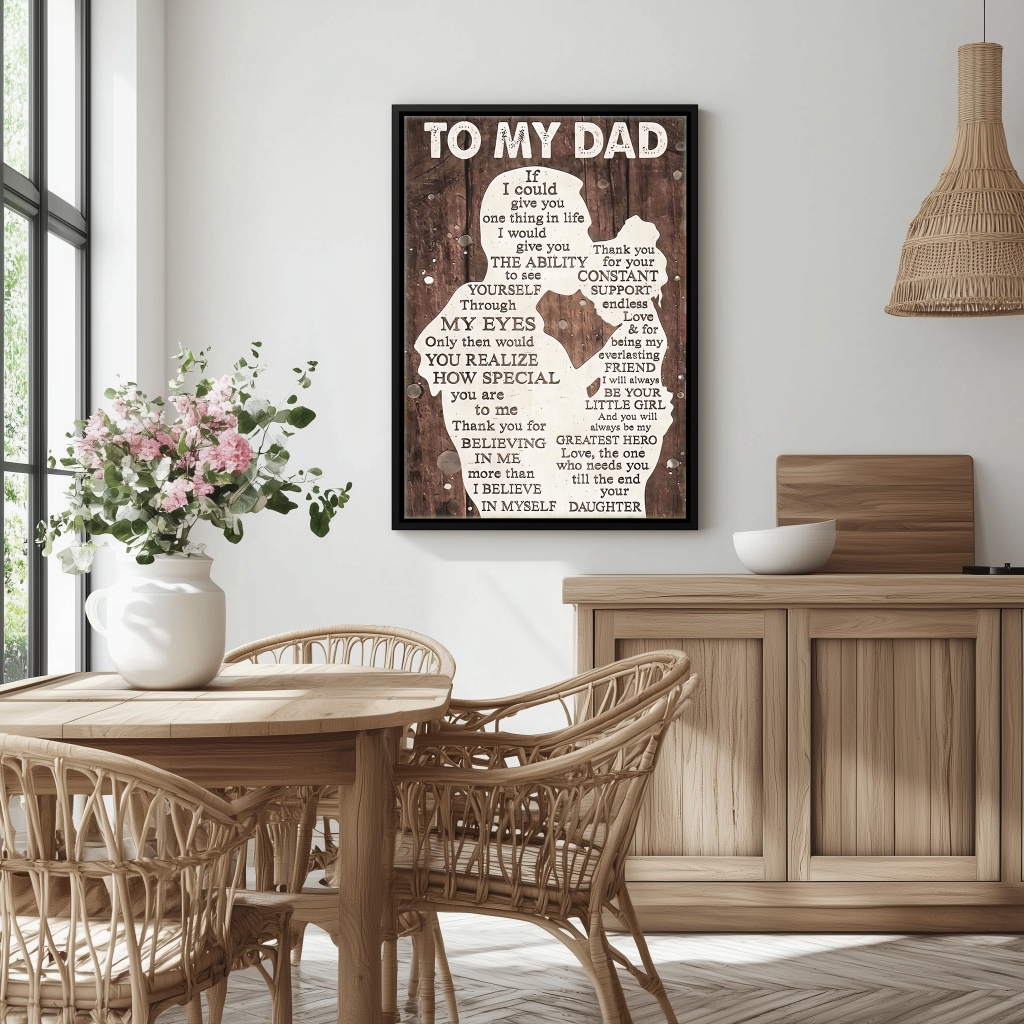 TO MY DAD
If
I could
give you
one thing in life
I would
give you
THE ABILITY
to see
YOURSELF
Through
MY EYES
Only then would
YOU REALIZE
HOW SPECIAL
you are
to me
Thank you for
BELIEVING
IN ME
more than
I BELIEVE
IN MYSELF
Thank you
for your
CONSTANT
SUPPORT
endless
Love
& for
being my
everlasting
FRIEND
I will always
BE YOUR
LITTLE GIRL
And you will
always be my
GREATEST HERO
Love, the one
who needs you
till the end
your
DAUGHTER